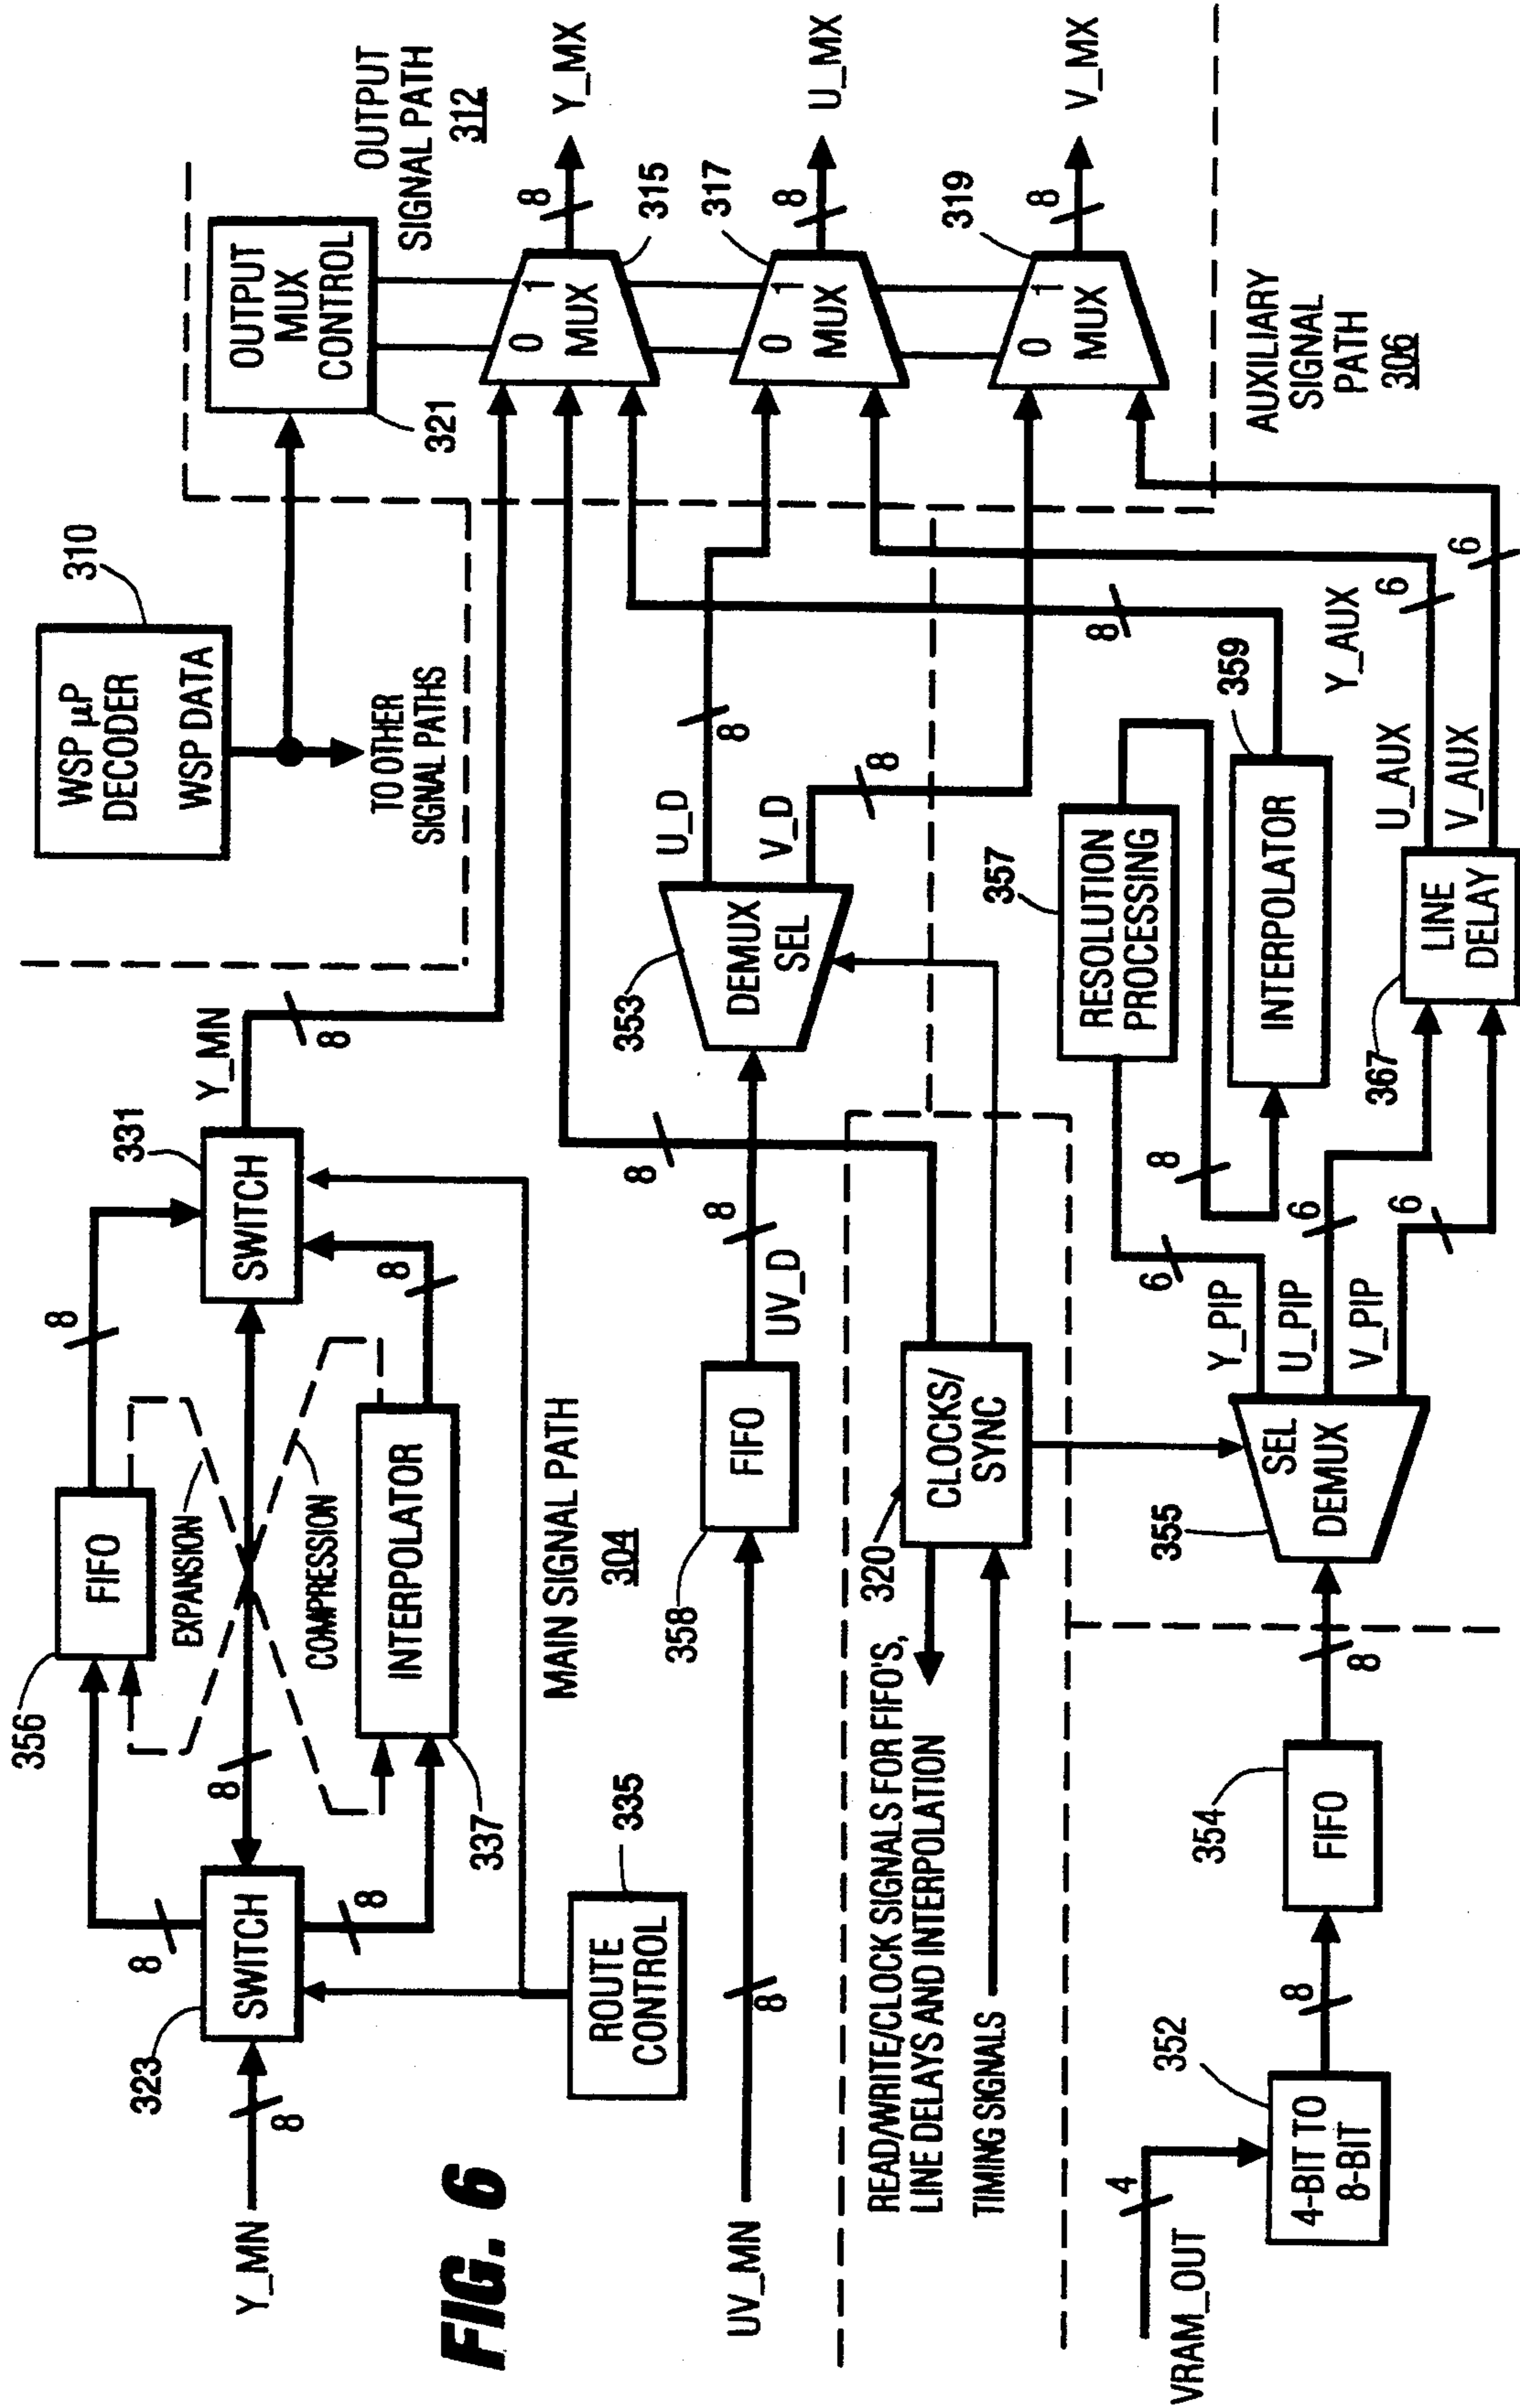 FIG. 6
Y_MN
8
323
SWITCH
8
8
8
356
FIFO
EXPANSION
COMPRESSION
INTERPOLATOR
337
8
8
331
SWITCH
Y_MN
8
335
ROUTE
CONTROL
MAIN SIGNAL PATH
304
310
WSP µP
DECODER
WSP DATA
TO OTHER
SIGNAL PATHS
OUTPUT
MUX
CONTROL
321
OUTPUT
SIGNAL PATH
312
0
1
MUX
315
8
Y_MX
0
1
MUX
317
8
U_MX
0
1
MUX
319
8
V_MX
UV_MN
8
358
FIFO
8
UV_D
353
DEMUX
SEL
U_D
8
V_D
8
READ/WRITE/CLOCK SIGNALS FOR FIFO'S,
LINE DELAYS AND INTERPOLATION
TIMING SIGNALS
320
CLOCKS/
SYNC
8
VRAM_OUT
4
352
4-BIT TO
8-BIT
8
354
FIFO
8
355
SEL
DEMUX
Y_PIP
6
U_PIP
6
V_PIP
6
357
RESOLUTION
PROCESSING
8
359
INTERPOLATOR
8
Y_AUX
367
LINE
DELAY
U_AUX
6
V_AUX
6
AUXILIARY
SIGNAL
PATH
306